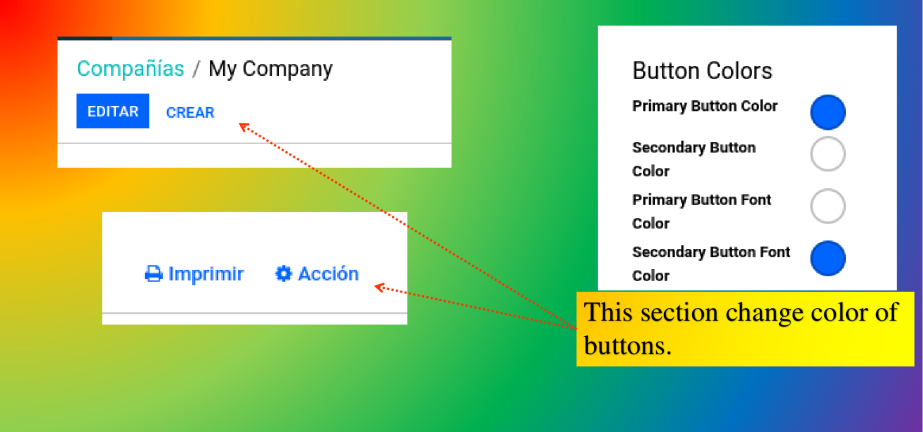 Compañías / My Company
EDITAR CREAR
Imprimir Acción
Button Colors
Primary Button Color
Secondary Button
Color
Primary Button Font
Color
Secondary Button Font
Color
This section change color of
buttons.